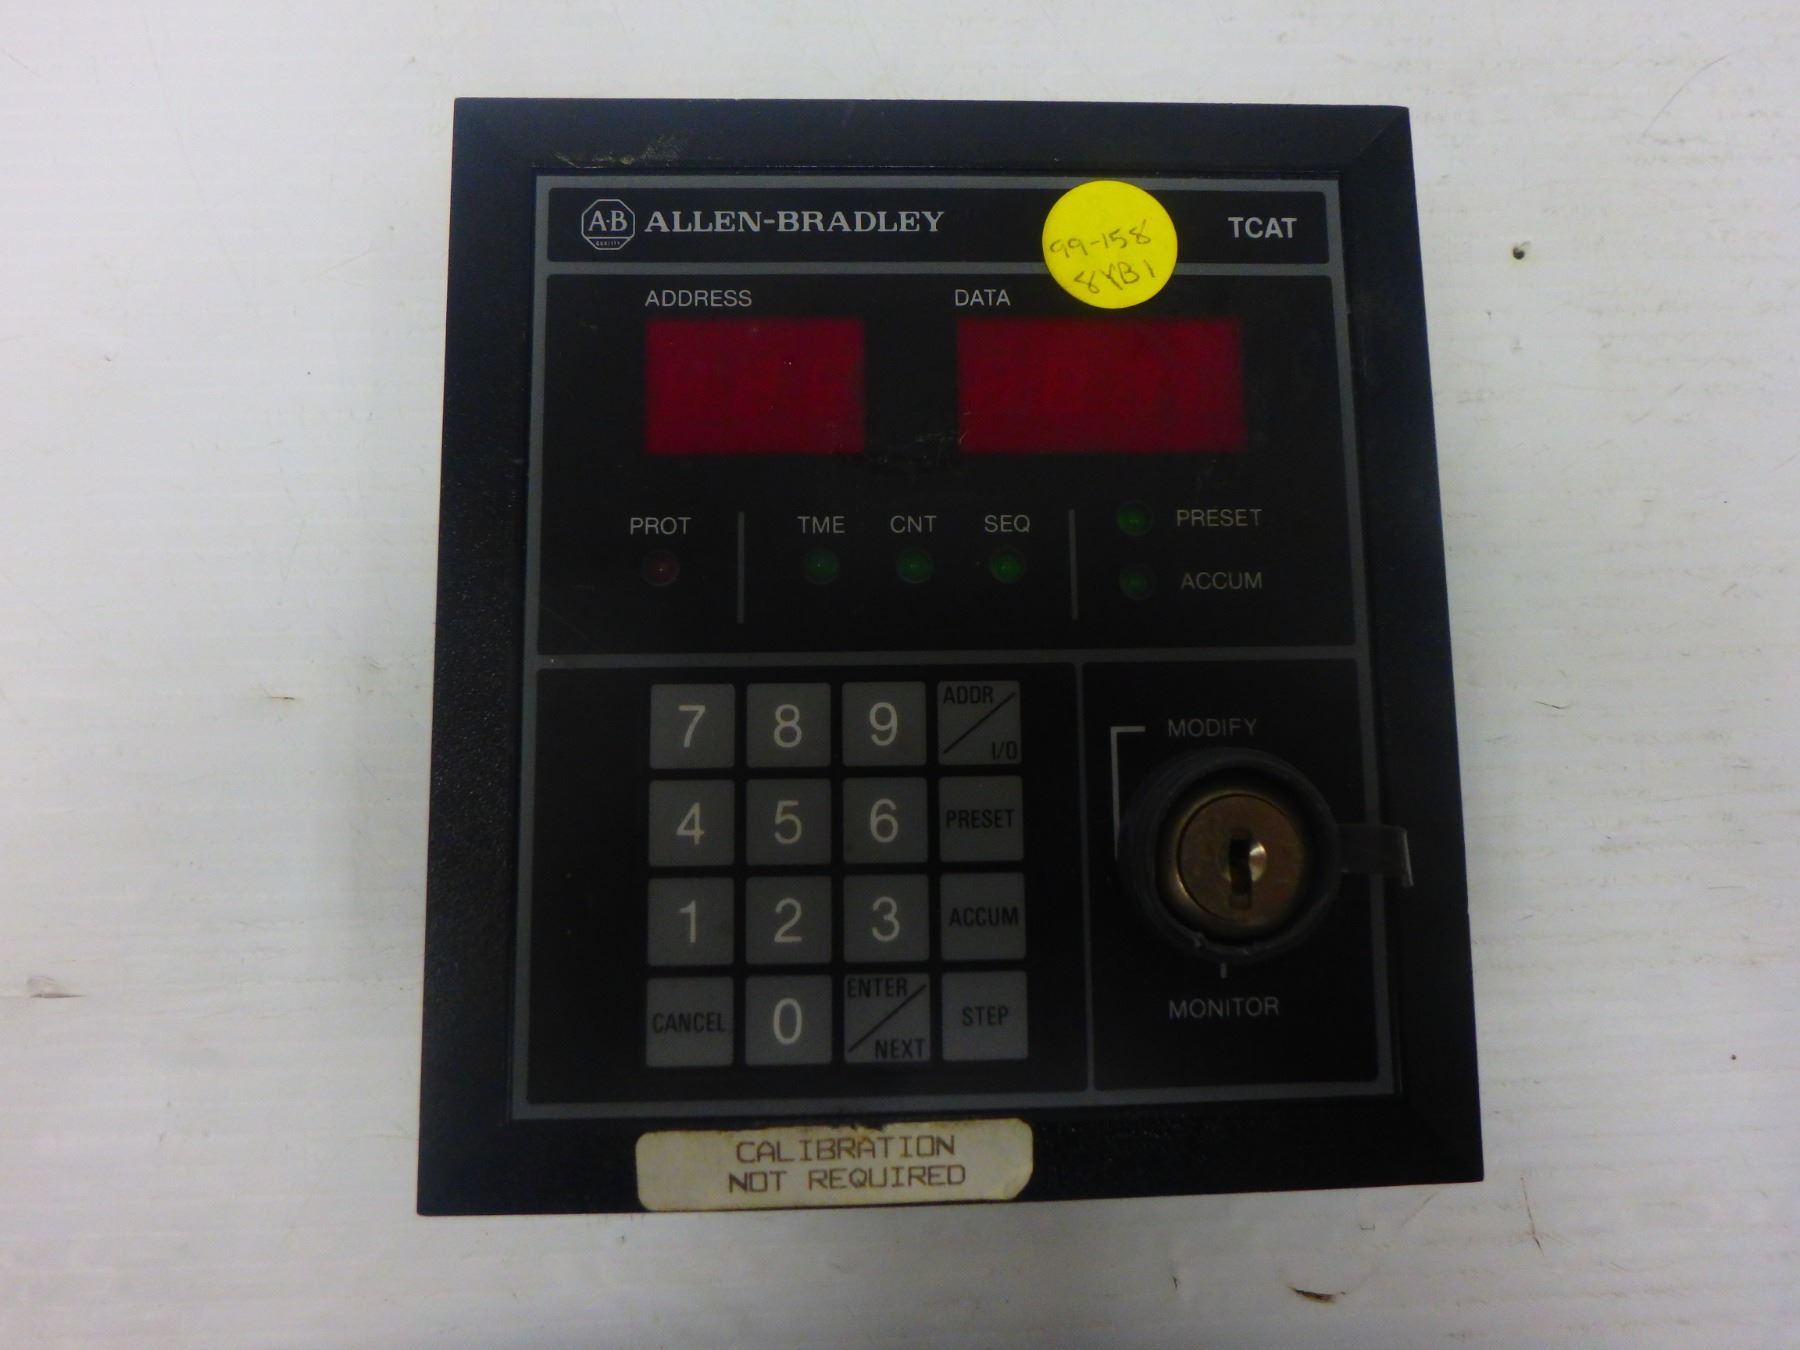 A-B
QUALITY
ALLEN-BRADLEY
99-158
8YB1
TCAT
ADDRESS
DATA
PROT
TME
CNT
SEQ
PRESET
ACCUM
7 8 9 ADDR / I/O
4 5 6 PRESET
1 2 3 ACCUM
CANCEL 0 ENTER / NEXT STEP
MODIFY
MONITOR
CALIBRATION
NOT REQUIRED